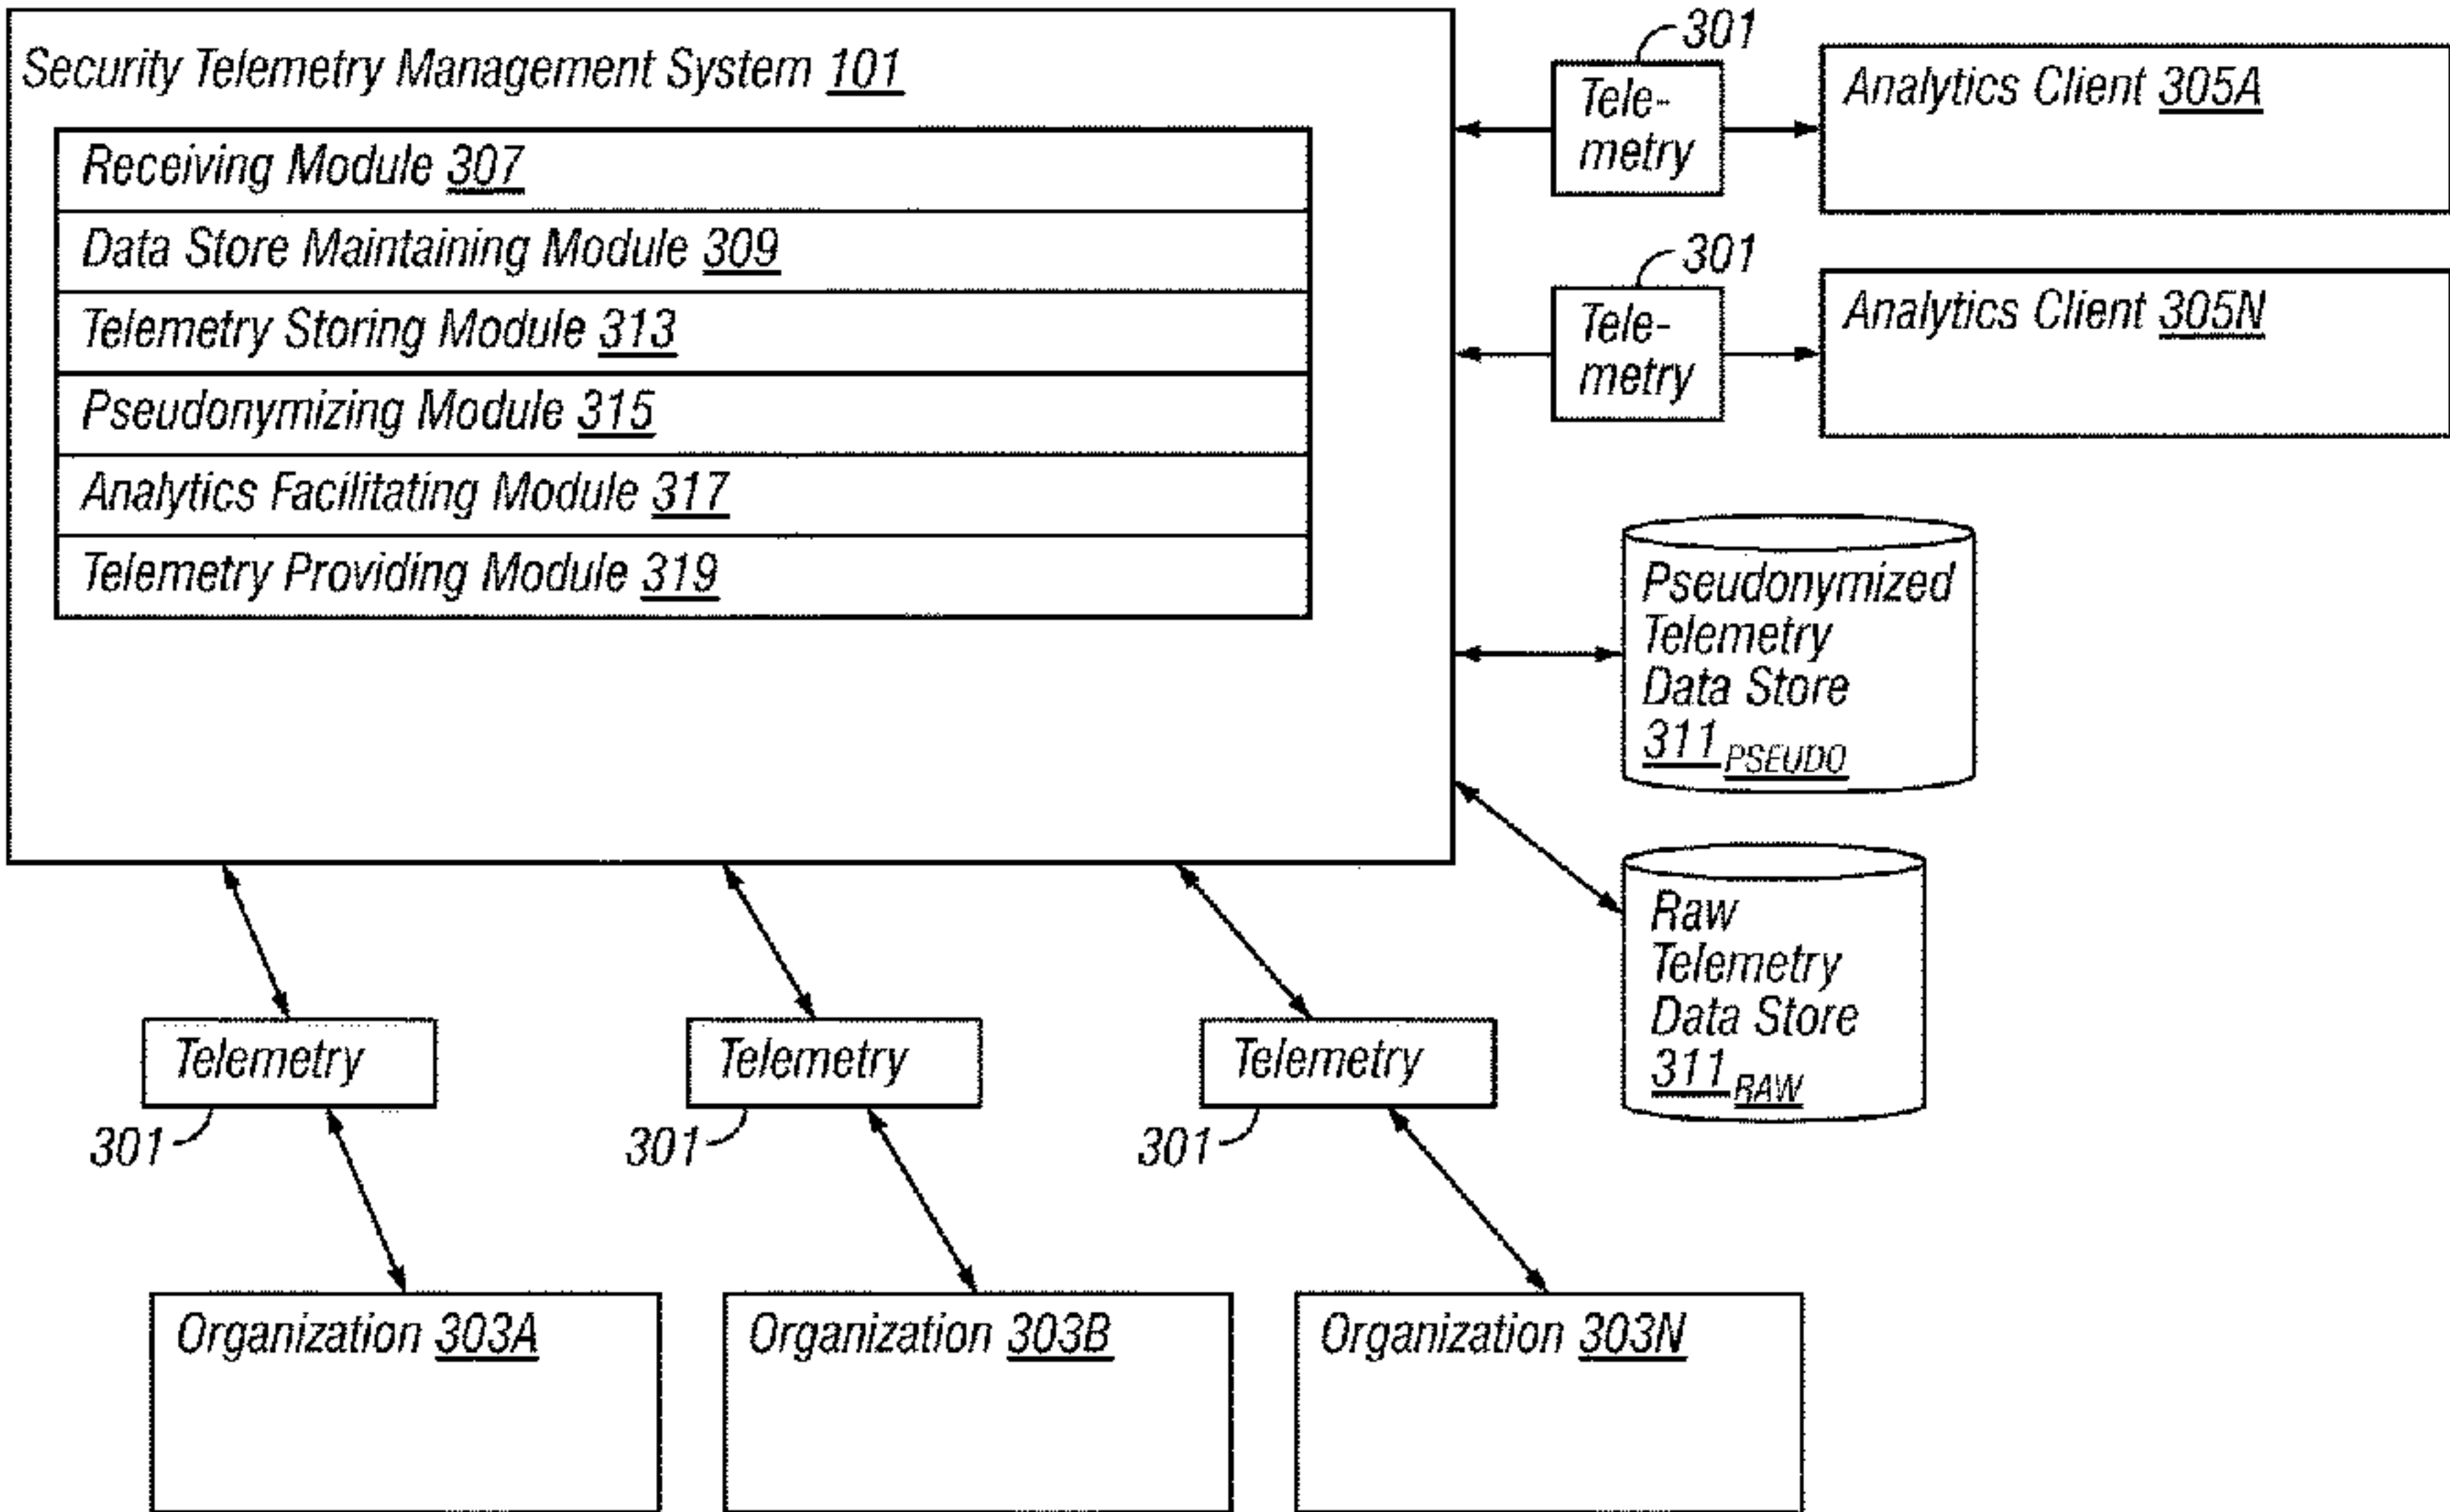 Security Telemetry Management System 101
Receiving Module 307
Data Store Maintaining Module 309
Telemetry Storing Module 313
Pseudonymizing Module 315
Analytics Facilitating Module 317
Telemetry Providing Module 319
301
Tele-
metry
Analytics Client 305A
301
Tele-
metry
Analytics Client 305N
Pseudonymized
Telemetry
Data Store
311 PSEUDO
Raw
Telemetry
Data Store
311 RAW
Telemetry
301
Telemetry
301
Telemetry
301
Organization 303A
Organization 303B
Organization 303N